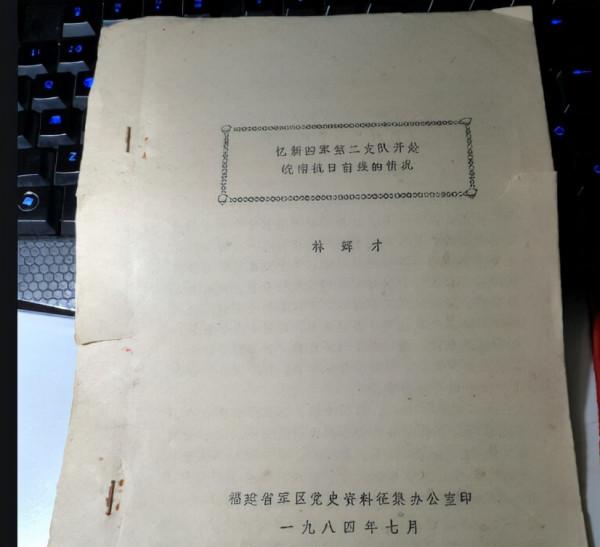 忆新四军第二支队开赴
皖南抗日前线的情况
林辉才
福建省军区党史资料征集办公室印
一九八四年七月